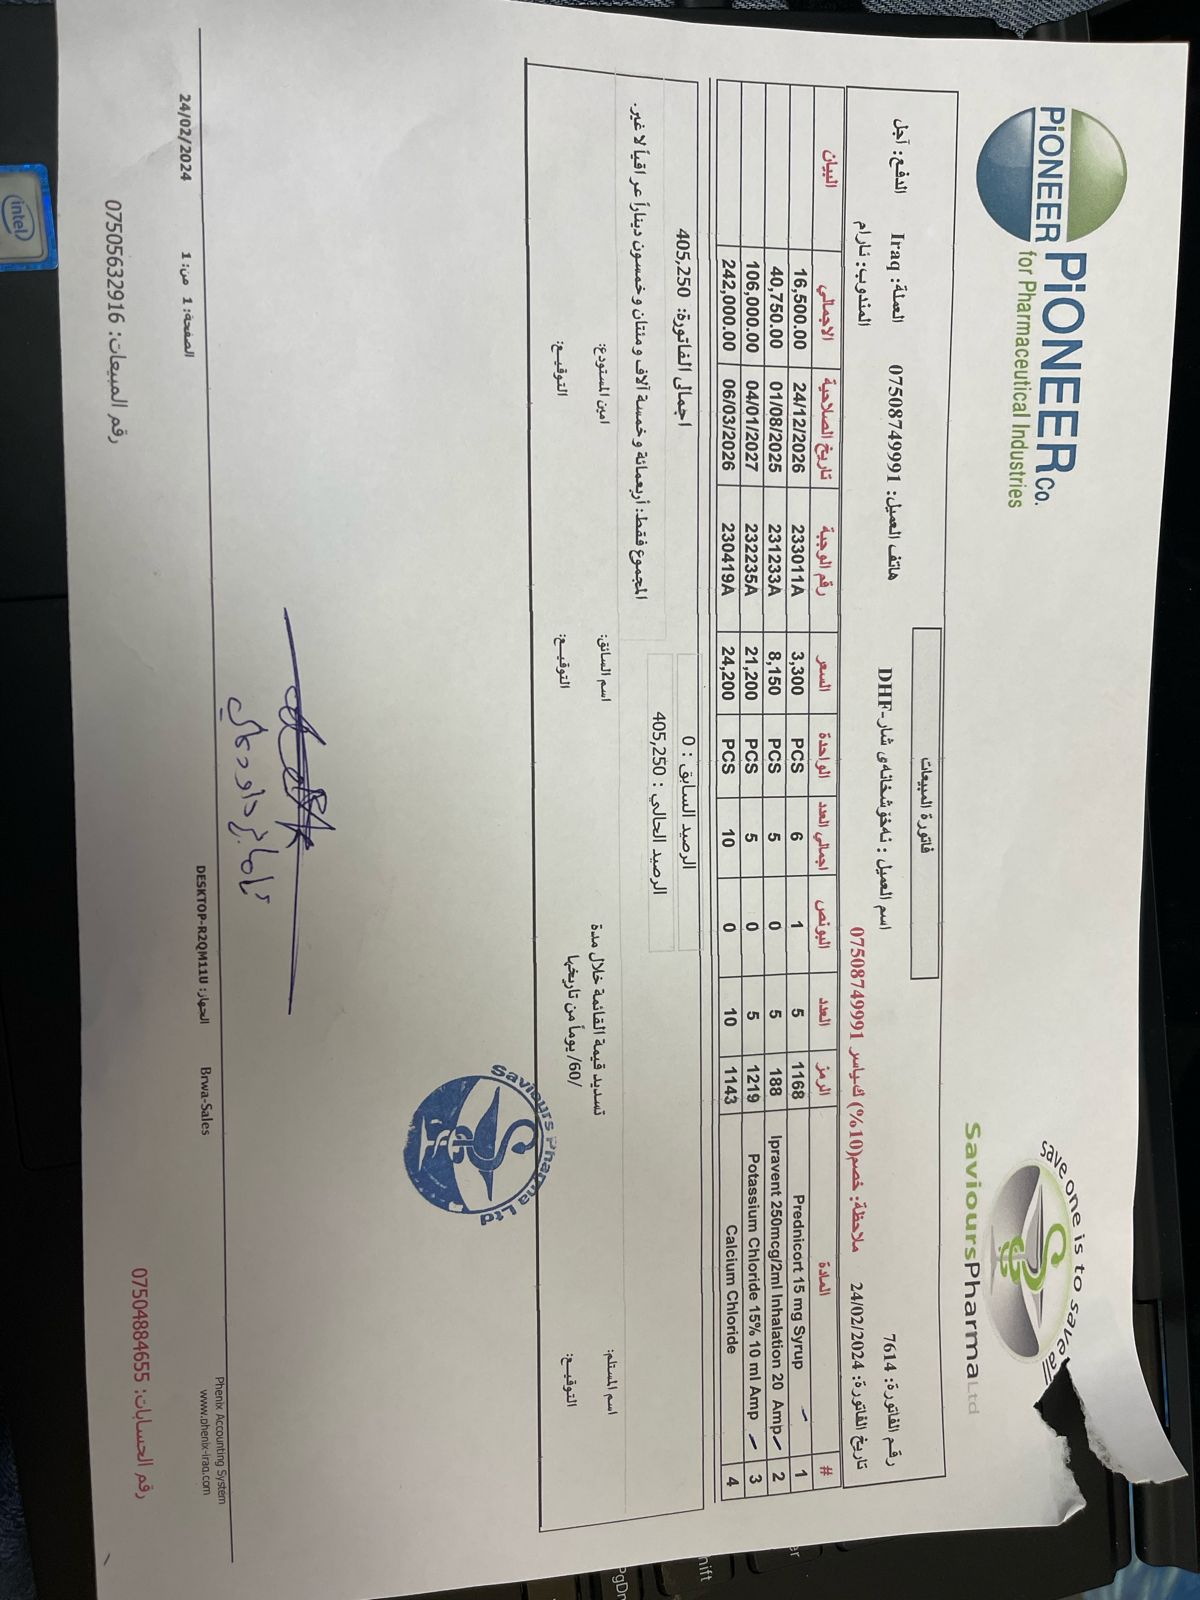 PiONEER
PiONEER Co.
for Pharmaceutical Industries
save one is to save all
SavioursPharma Ltd
فاتورة المبيعات
رقم الفاتورة: 7614
اسم العميل : نەخۆشخانەی شار-DHF
هاتف العميل: 07508749991
العملة: Iraq
الدفع: آجل
تاريخ الفاتورة: 24/02/2024
ملاحظة: خصم(10%) ك.ياسر 07508749991
المندوب: نارام
# المادة الرمز العدد البونص اجمالي العدد الواحدة السعر رقم الوجبة تاريخ الصلاحية الاجمالي البيان
1 Prednicort 15 mg Syrup 1168 5 1 6 PCS 3,300 233011A 24/12/2026 16,500.00
2 Ipravent 250mcg/2ml Inhalation 20 Amp 188 5 0 5 PCS 8,150 231233A 01/08/2025 40,750.00
3 Potassium Chloride 15% 10 ml Amp 1219 5 0 5 PCS 21,200 232235A 04/01/2027 106,000.00
4 Calcium Chloride 1143 10 0 10 PCS 24,200 230419A 06/03/2026 242,000.00
الرصيد السابق : 0
اجمالي الفاتورة: 405,250
الرصيد الحالي : 405,250
المجموع فقط: أربعمائة و خمسة آلاف و مئتان و خمسون ديناراً عراقياً لا غير.
اسم المستلم:
تسديد قيمة القائمة خلال مدة
اسم السائق:
امين المستودع:
التوقيع:
/60/ يوماً من تاريخها
التوقيع:
التوقيع:
Saviours Pharma Ltd
Phenix Accounting System
www.phenix-iraq.com
Brwa-Sales
الجهاز: DESKTOP-R2QM11U
الصفحة: 1 من: 1
24/02/2024
رقم الحسابات: 07504884655
رقم المبيعات: 07505632916
intel
PgDn